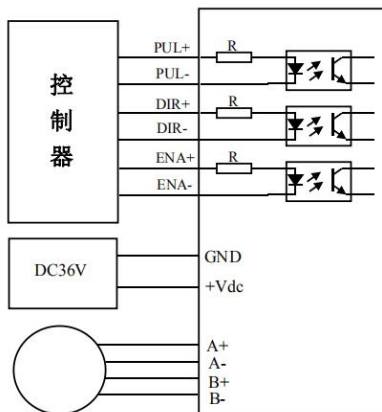 控制器
PUL+
R
PUL-
DIR+
R
DIR-
ENA+
R
ENA-
DC36V
GND
+Vdc
A+
A-
B+
B-